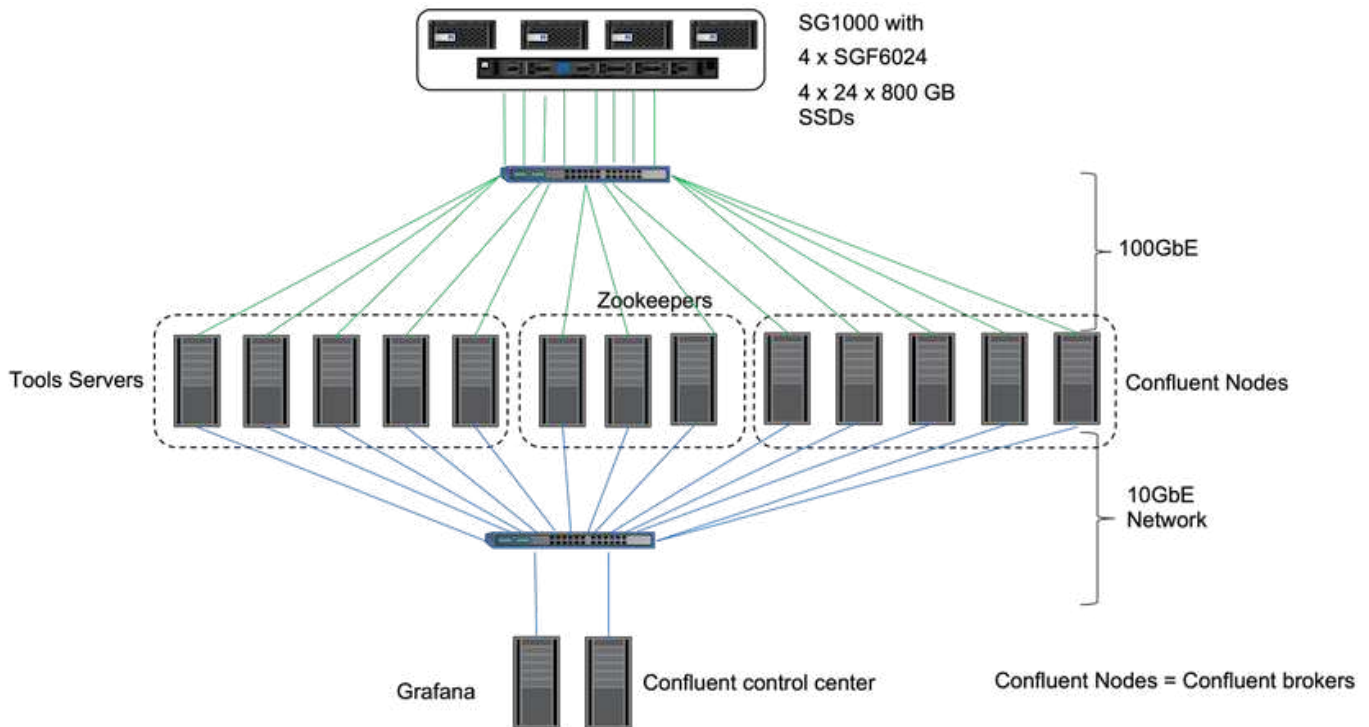 SG1000 with
4 x SGF6024
4 x 24 x 800 GB
SSDs
100GbE
Zookeepers
Tools Servers
Confluent Nodes
10GbE
Network
Grafana
Confluent control center
Confluent Nodes = Confluent brokers